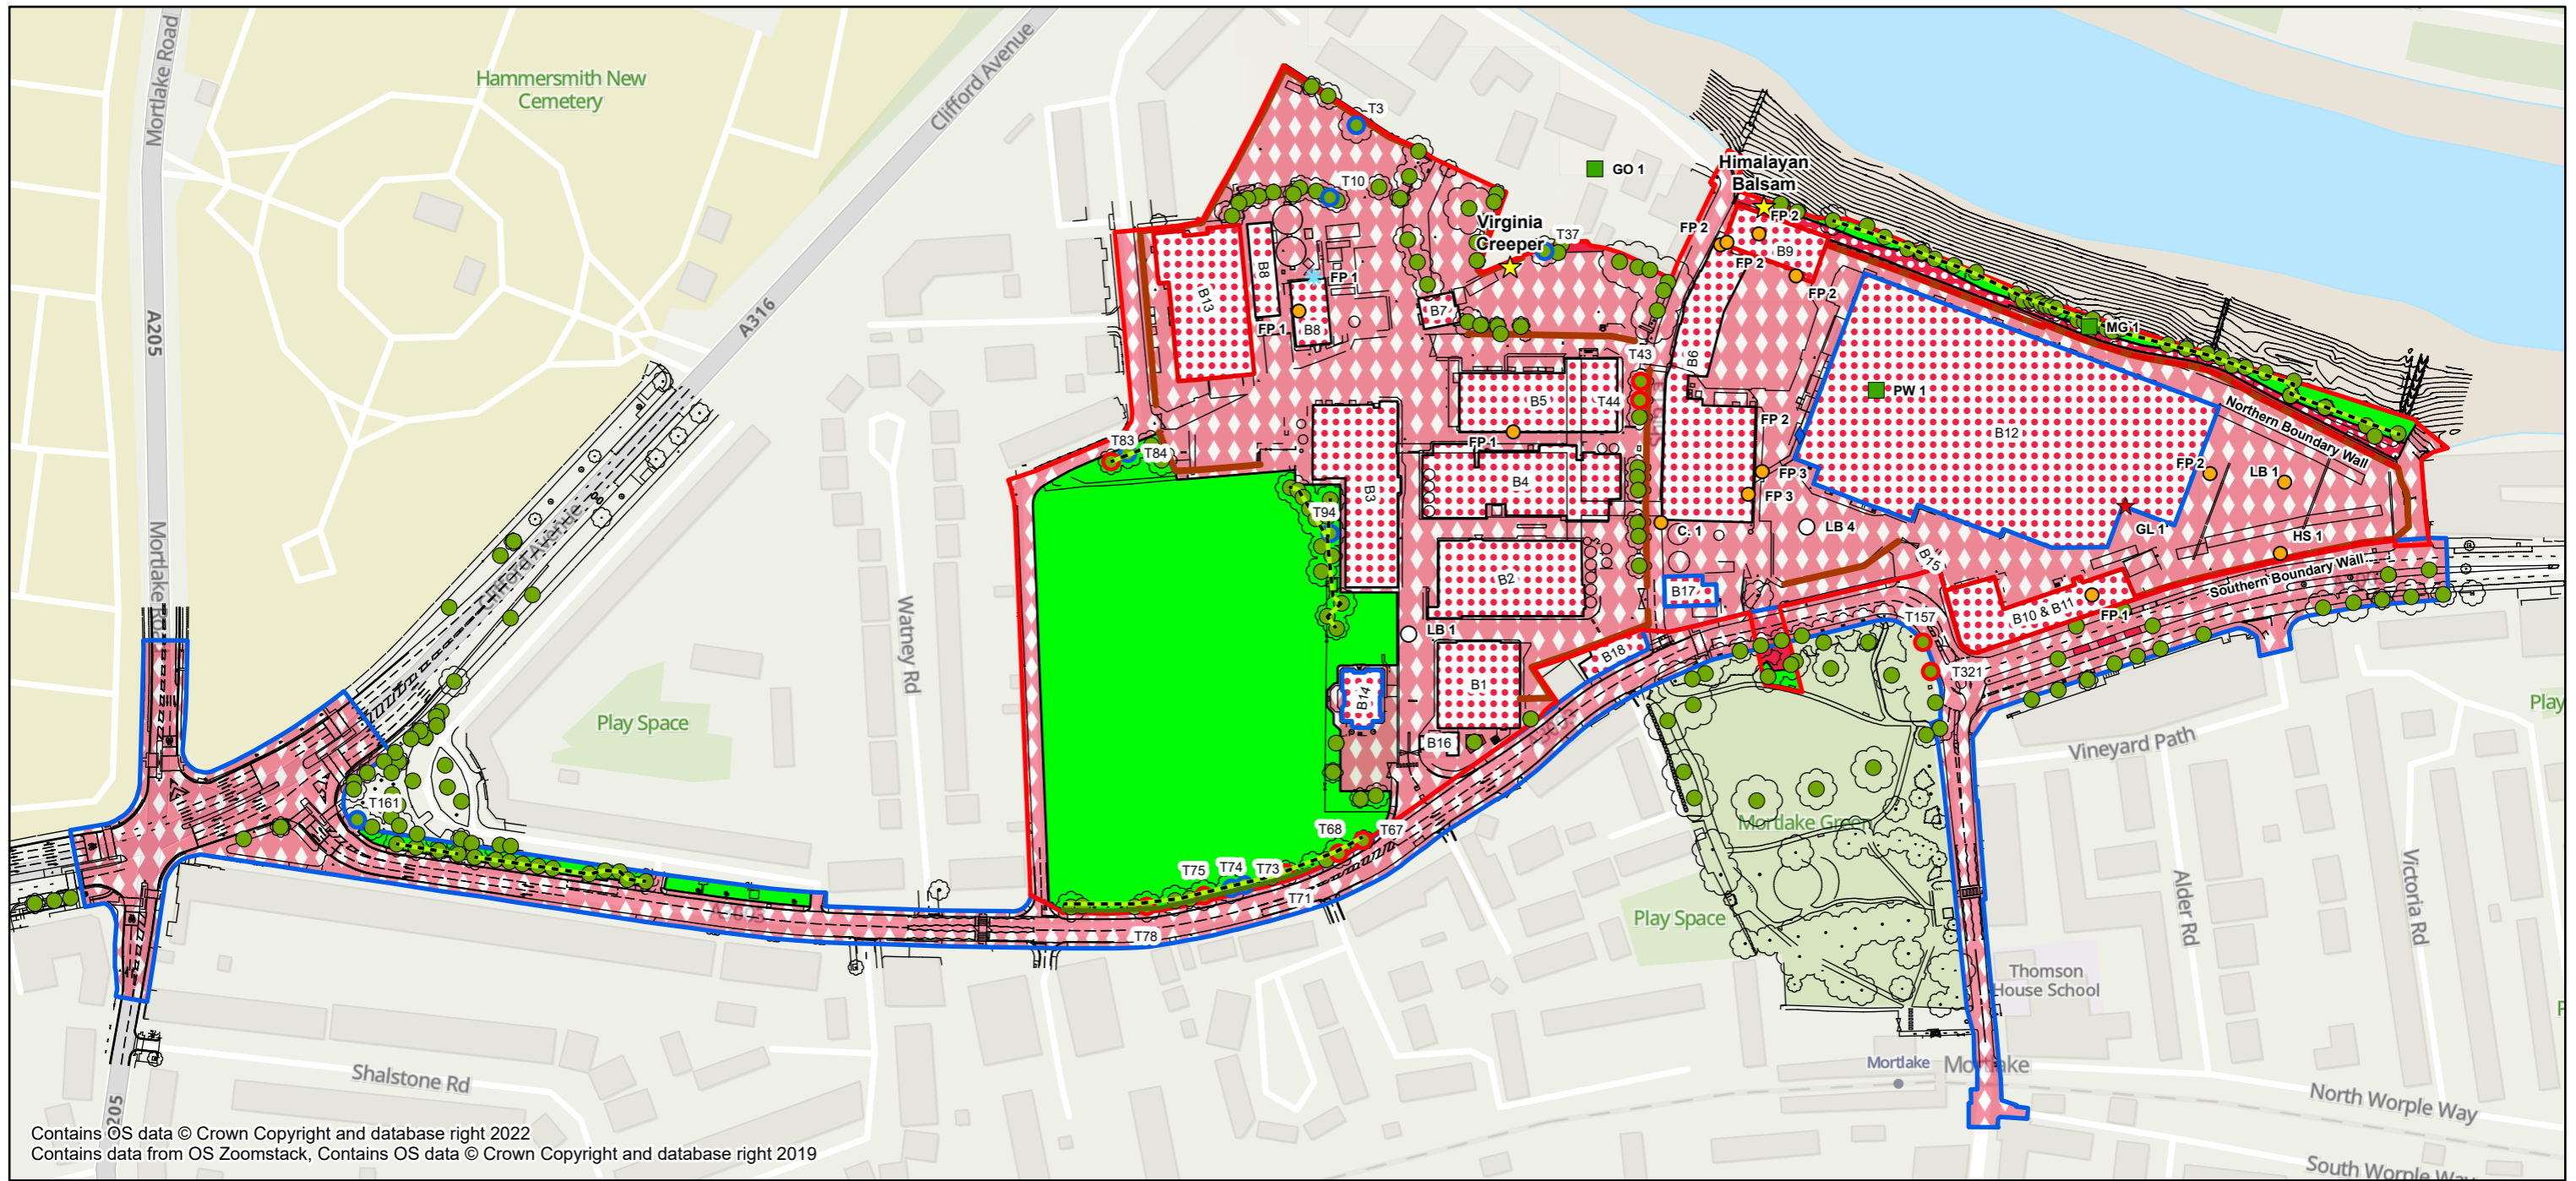 Mortlake Road
Hammersmith New
Cemetery
Clifford Avenue
T3
GO 1
Himalayan
Balsam
T10
FP 2
FP 2
Virginia
Creeper
T37
B9
FP 2
FP 2
B8
FP 1
B13
FP 1
B8
B7
A205
A316
MG 1
T43
B6
B5
T44
PW 1
Northern Boundary Wall
FP 2
B12
T83
T84
FP 1
B3
B4
FP 3
FP 3
FP 2
LB 1
T94
C. 1
LB 4
GL 1
HS 1
Mortlake
Clifford Avenue
B2
B15
Southern Boundary Wall
B17
B10 & B11
FP 1
Watney Rd
LB 1
T157
B18
T321
B14
B1
Play Space
Play
B16
Vineyard Path
T161
Mortlake Green
T68
T67
T75
T74
T73
T71
Alder Rd
Victoria Rd
A3003
T78
Play Space
Thomson
House School
Shalstone Rd
Mortlake
Mortlake
North Worple Way
205
South Worple Way
Contains OS data © Crown Copyright and database right 2022
Contains data from OS Zoomstack, Contains OS data © Crown Copyright and database right 2019